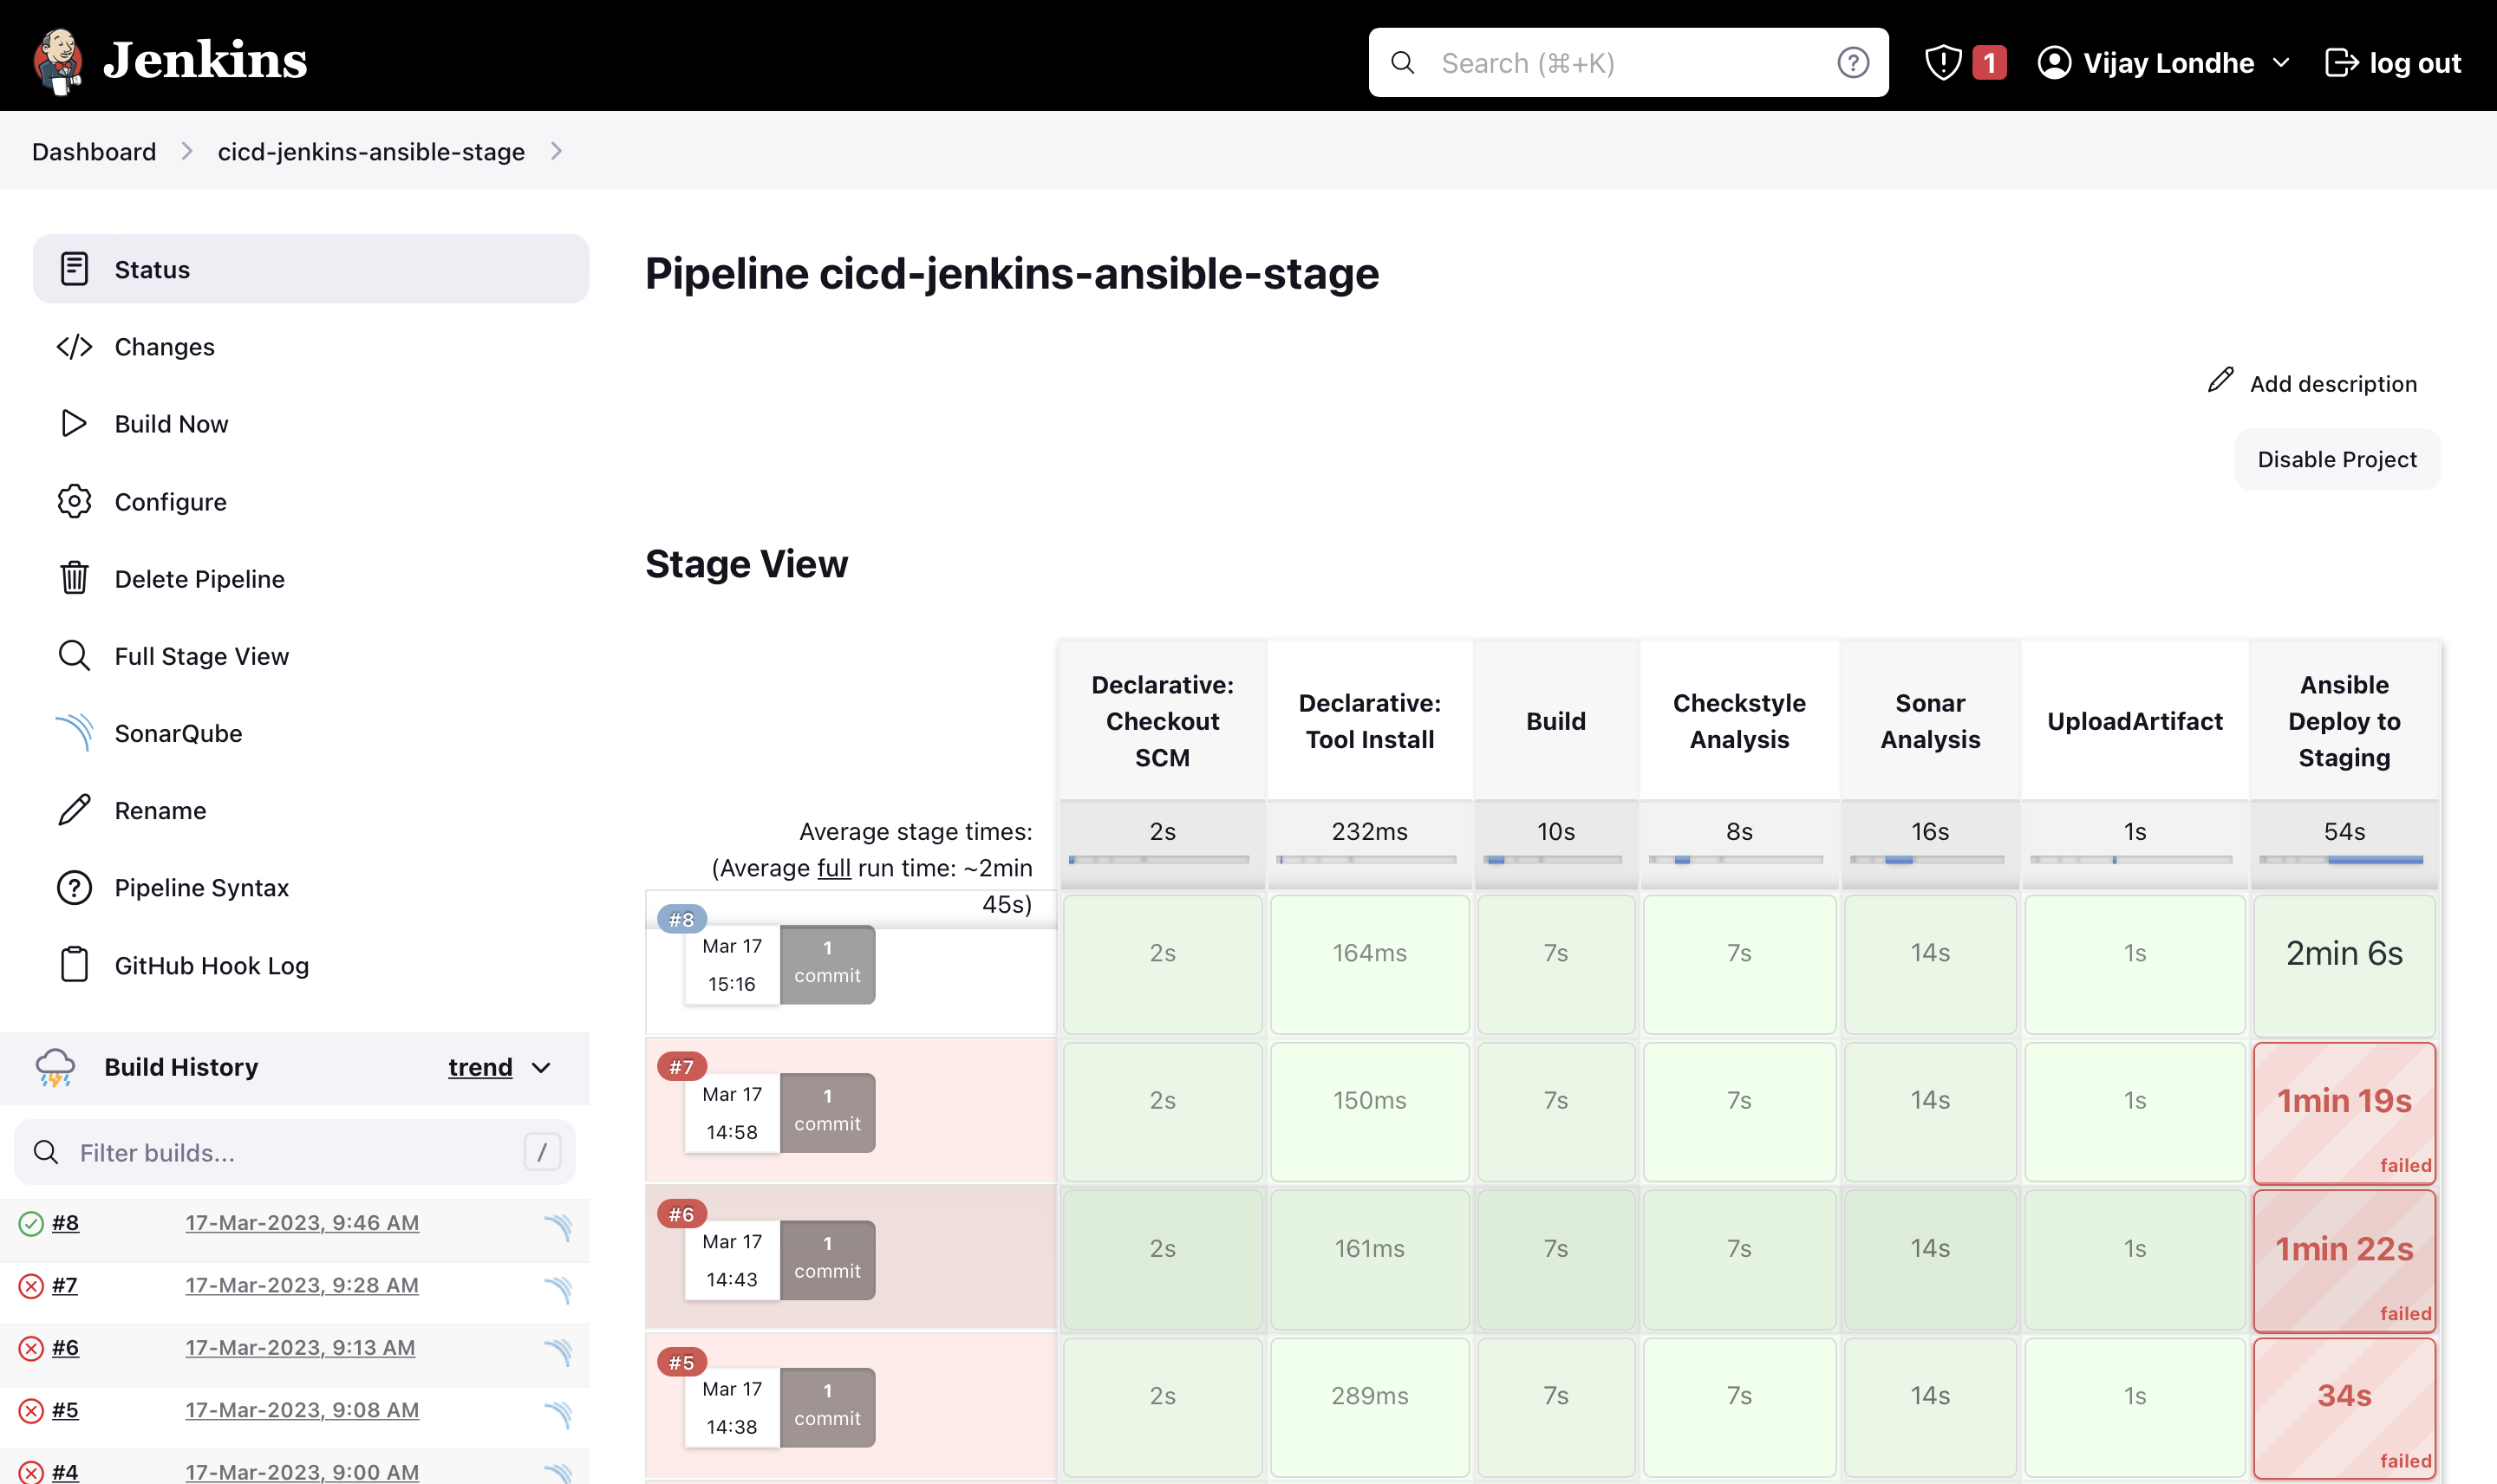 Jenkins
Search (⌘+K)
?
1
Vijay Londhe
log out
Dashboard
cicd-jenkins-ansible-stage
Status
Changes
Build Now
Configure
Delete Pipeline
Full Stage View
SonarQube
Rename
Pipeline Syntax
GitHub Hook Log
Build History
trend
Filter builds...
/
#8
17-Mar-2023, 9:46 AM
#7
17-Mar-2023, 9:28 AM
#6
17-Mar-2023, 9:13 AM
#5
17-Mar-2023, 9:08 AM
#4
17-Mar-2023, 9:00 AM
Pipeline cicd-jenkins-ansible-stage
Add description
Disable Project
Stage View
Declarative:
Checkout
SCM
Declarative:
Tool Install
Build
Checkstyle
Analysis
Sonar
Analysis
UploadArtifact
Ansible
Deploy to
Staging
Average stage times:
(Average full run time: ~2min
45s)
2s
232ms
10s
8s
16s
1s
54s
#8
Mar 17
15:16
1
commit
2s
164ms
7s
7s
14s
1s
2min 6s
#7
Mar 17
14:58
1
commit
2s
150ms
7s
7s
14s
1s
1min 19s
failed
#6
Mar 17
14:43
1
commit
2s
161ms
7s
7s
14s
1s
1min 22s
failed
#5
Mar 17
14:38
1
commit
2s
289ms
7s
7s
14s
1s
34s
failed